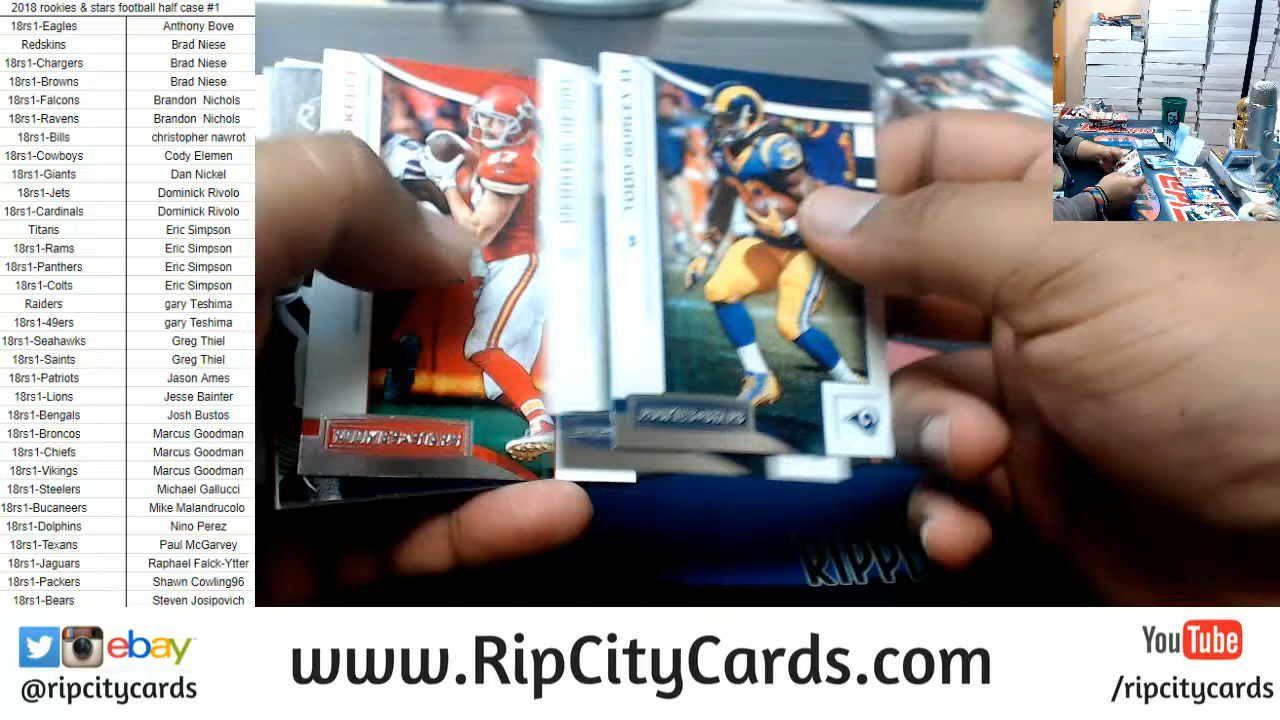 2018 rookies & stars football half case #1
18rs1-Eagles Anthony Bove
Redskins Brad Niese
18rs1-Chargers Brad Niese
18rs1-Browns Brad Niese
18rs1-Falcons Brandon Nichols
18rs1-Ravens Brandon Nichols
18rs1-Bills christopher nawrot
18rs1-Cowboys Cody Elemen
18rs1-Giants Dan Nickel
18rs1-Jets Dominick Rivolo
18rs1-Cardinals Dominick Rivolo
Titans Eric Simpson
18rs1-Rams Eric Simpson
18rs1-Panthers Eric Simpson
18rs1-Colts Eric Simpson
Raiders gary Teshima
18rs1-49ers gary Teshima
18rs1-Seahawks Greg Thiel
18rs1-Saints Greg Thiel
18rs1-Patriots Jason Ames
18rs1-Lions Jesse Bainter
18rs1-Bengals Josh Bustos
18rs1-Broncos Marcus Goodman
18rs1-Chiefs Marcus Goodman
18rs1-Vikings Marcus Goodman
18rs1-Steelers Michael Gallucci
18rs1-Bucaneers Mike Malandrucolo
18rs1-Dolphins Nino Perez
18rs1-Texans Paul McGarvey
18rs1-Jaguars Raphael Falck-Ytter
18rs1-Packers Shawn Cowling96
18rs1-Bears Steven Josipovich
TODD GURLEY II
ROOKIES & STARS
RIPPI
ebay
@ripcitycards
www.RipCityCards.com
YouTube
/ripcitycards